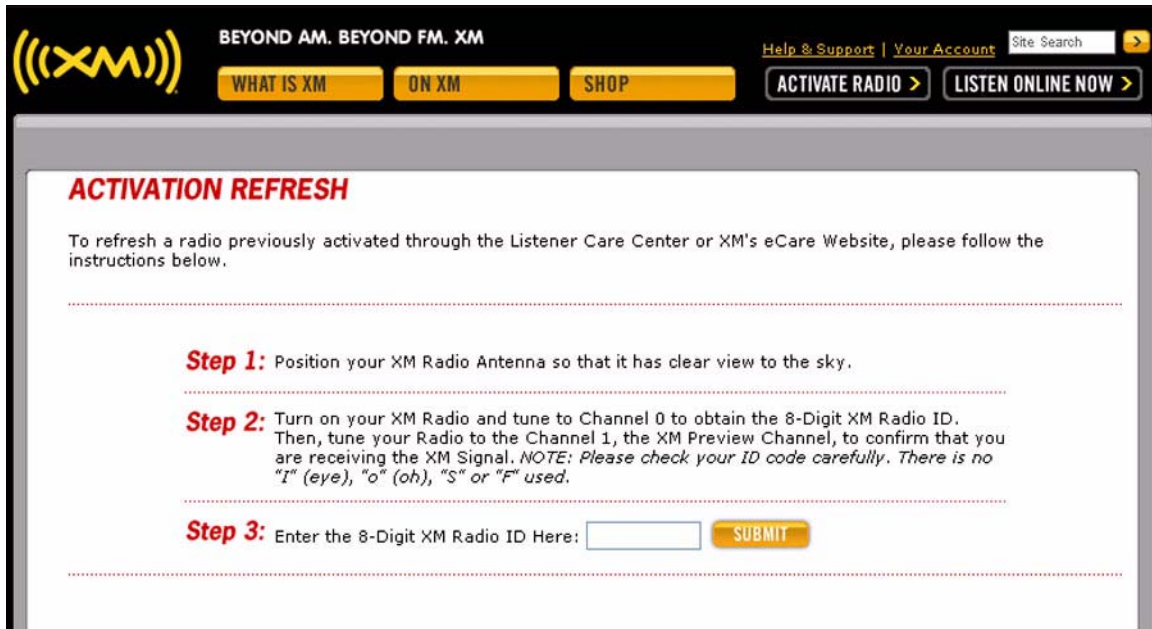 (((XM)))
BEYOND AM. BEYOND FM. XM
Help & Support | Your Account
Site Search
WHAT IS XM
ON XM
SHOP
ACTIVATE RADIO >
LISTEN ONLINE NOW >
ACTIVATION REFRESH
To refresh a radio previously activated through the Listener Care Center or XM's eCare Website, please follow the
instructions below.
Step 1: Position your XM Radio Antenna so that it has clear view to the sky.
Step 2: Turn on your XM Radio and tune to Channel 0 to obtain the 8-Digit XM Radio ID.
Then, tune your Radio to the Channel 1, the XM Preview Channel, to confirm that you
are receiving the XM Signal. NOTE: Please check your ID code carefully. There is no
"I" (eye), "o" (oh), "S" or "F" used.
Step 3: Enter the 8-Digit XM Radio ID Here:
SUBMIT